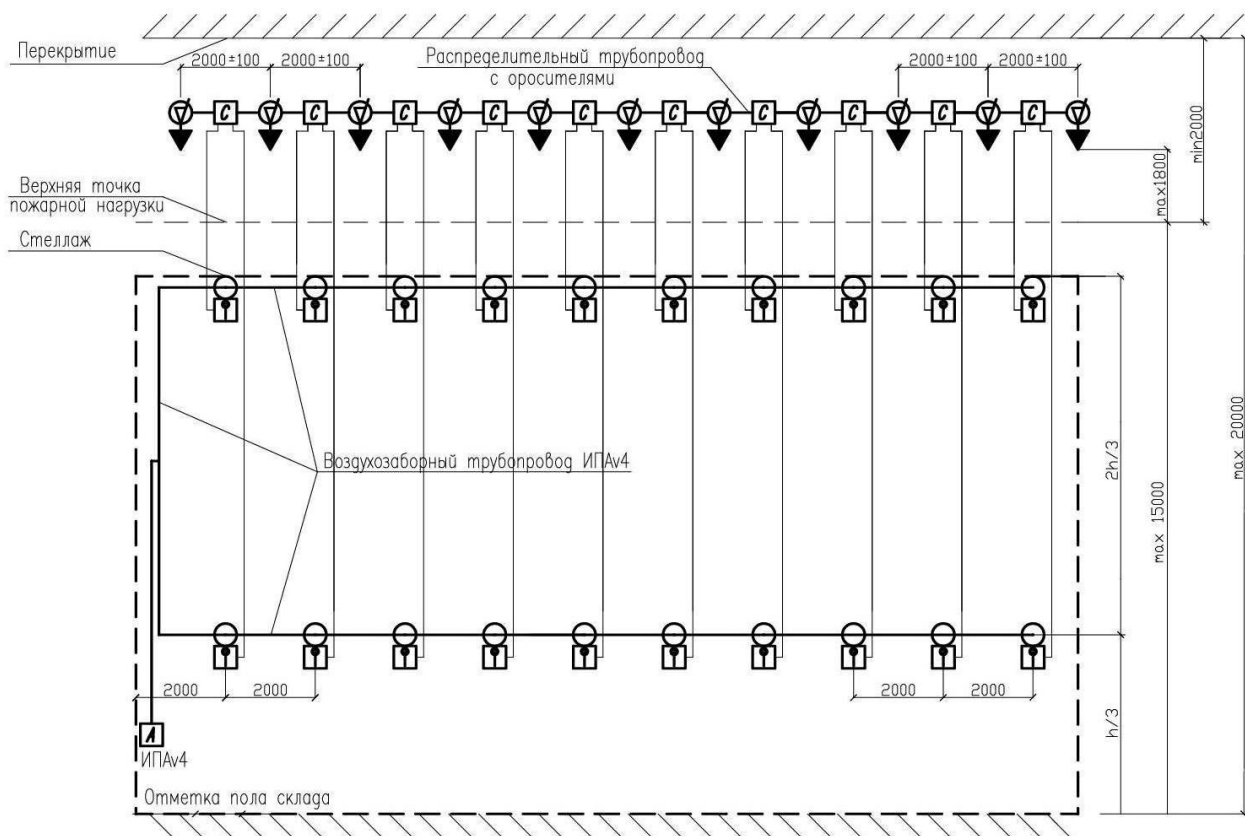 Перекрытие
2000±100
2000±100
Распределительный трубопровод
с оросителями
2000±100
2000±100
С С С С С С С С С С
min2000
max1800
Верхняя точка
пожарной нагрузки
Стеллаж
Воздухозаборный трубопровод ИПАv4
2h/3
max 15000
max 20000
2000
2000
2000
2000
h/3
ИПАv4
Отметка пола склада